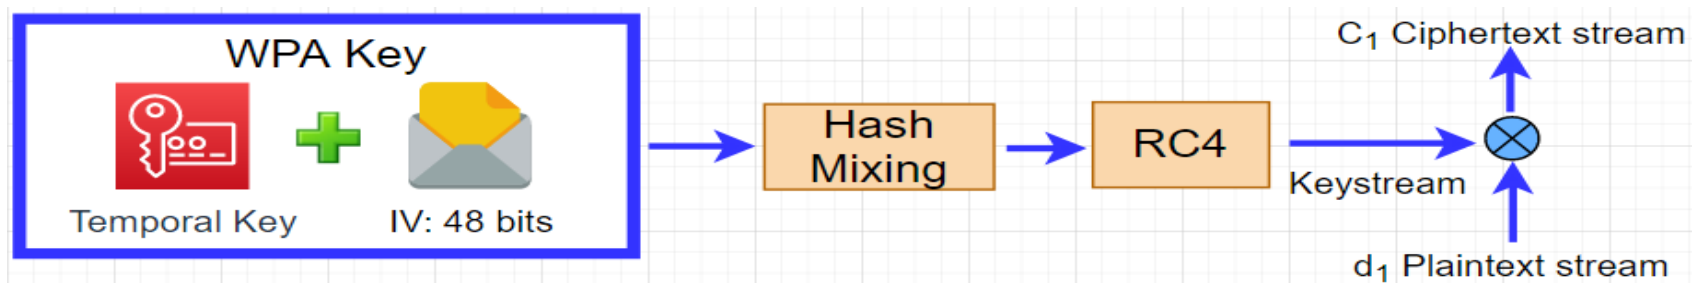 WPA Key
Temporal Key
IV: 48 bits
Hash
Mixing
RC4
Keystream
C₁ Ciphertext stream
d₁ Plaintext stream